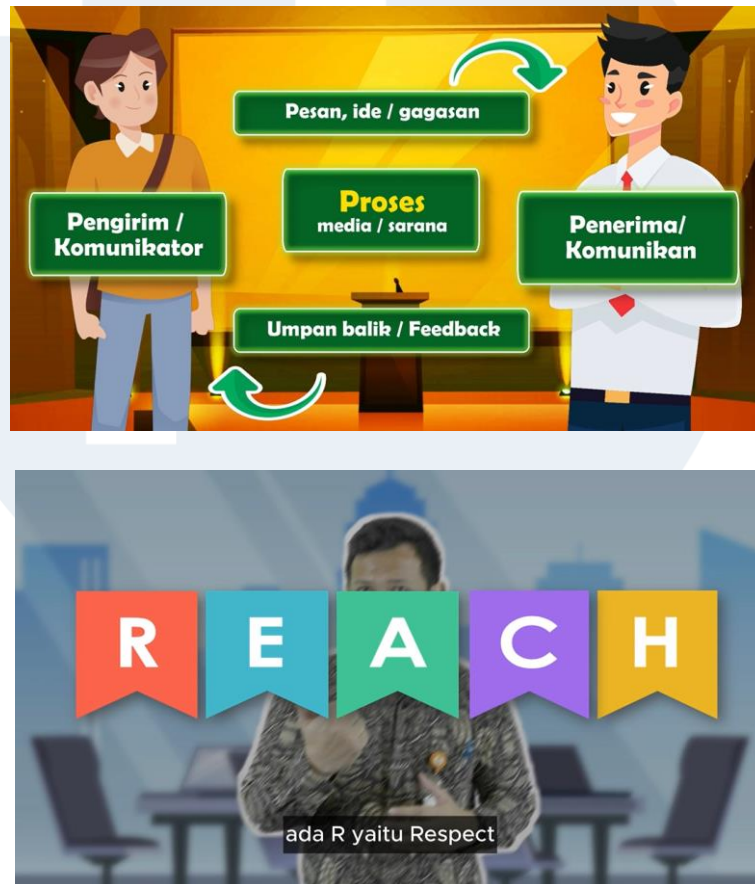 Pesan, ide / gagasan
Pengirim /
Komunikator
Proses
media / sarana
Penerima/
Komunikan
Umpan balik / Feedback
R E A C H
ada R yaitu Respect